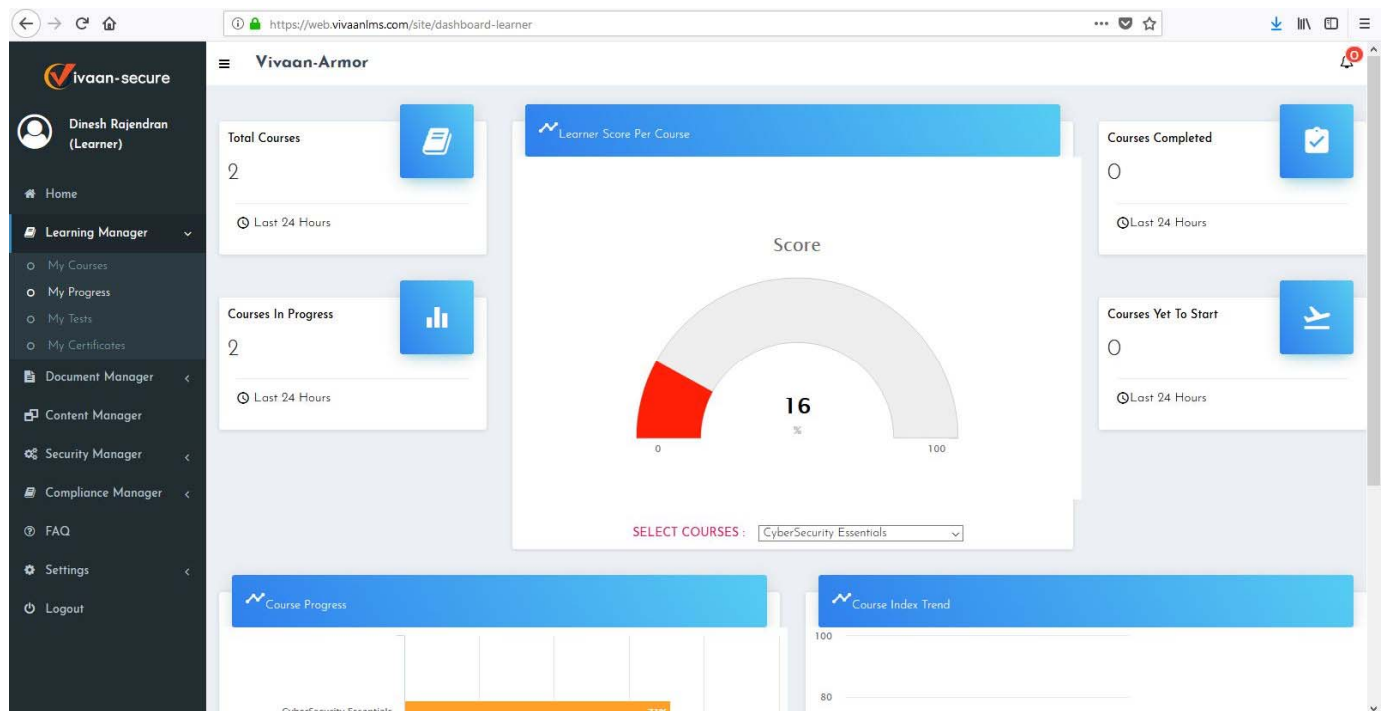 https://web.vivaanlms.com/site/dashboard-learner
ivaan-secure
Dinesh Rajendran
(Learner)
Home
Learning Manager
My Courses
My Progress
My Tests
My Certificates
Document Manager
Content Manager
Security Manager
Compliance Manager
FAQ
Settings
Logout
Vivaan-Armor
0
Total Courses
2
Last 24 Hours
Courses In Progress
2
Last 24 Hours
Learner Score Per Course
Score
16
%
0
100
SELECT COURSES :
CyberSecurity Essentials
Courses Completed
0
Last 24 Hours
Courses Yet To Start
0
Last 24 Hours
Course Progress
CyberSecurity Essentials
Course Index Trend
100
80